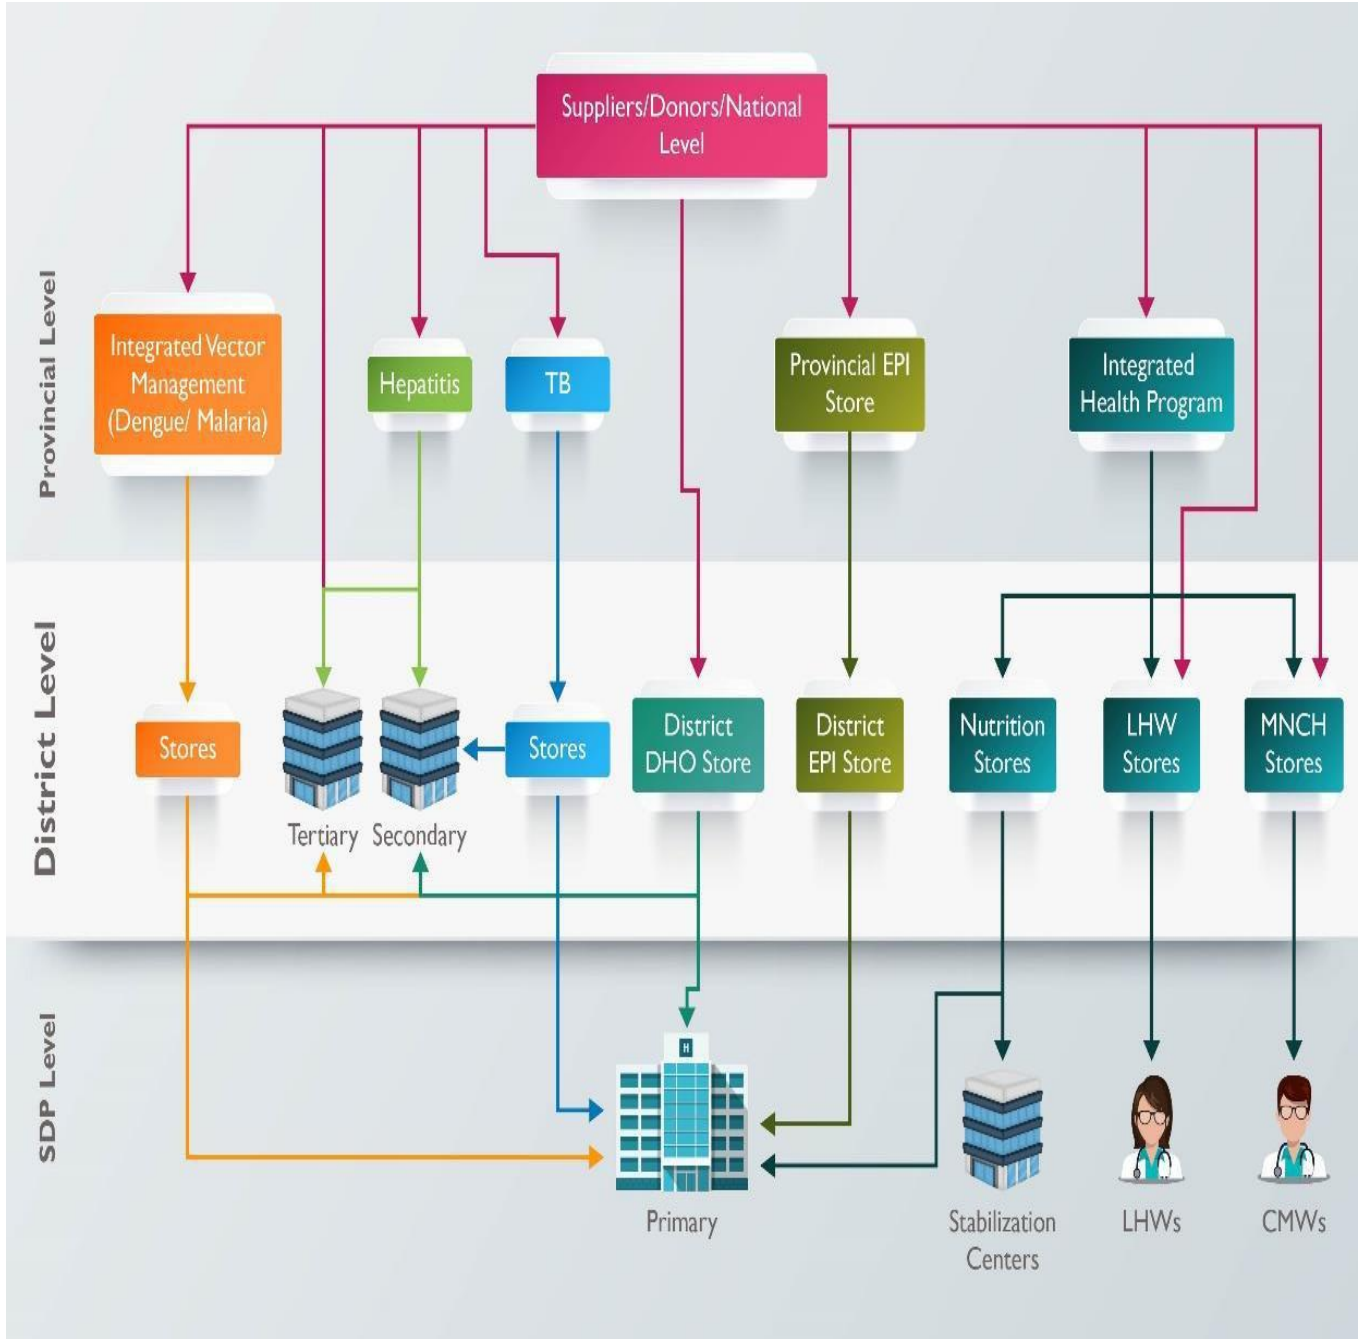 Suppliers/Donors/National
Level
Provincial Level
Integrated Vector
Management
(Dengue/ Malaria)
Hepatitis
TB
Provincial EPI
Store
Integrated
Health Program
District Level
Stores
Tertiary
Secondary
Stores
District
DHO Store
District
EPI Store
Nutrition
Stores
LHW
Stores
MNCH
Stores
SDP Level
H
Primary
Stabilization
Centers
LHWs
CMWs